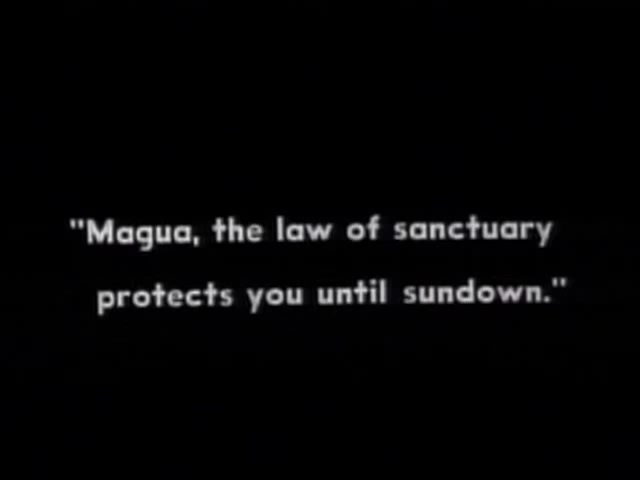 "Magua, the law of sanctuary
protects you until sundown."